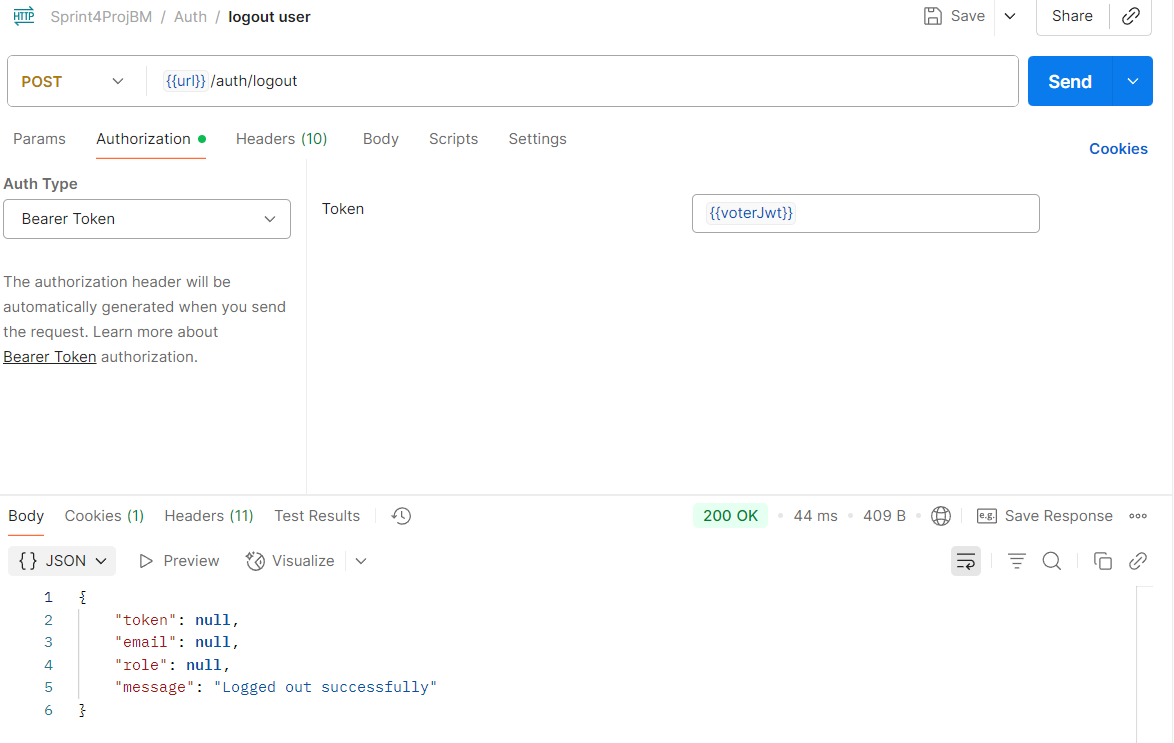 HTTP Sprint4ProjBM / Auth / logout user Save Share
POST {{url}} /auth/logout Send
Params Authorization Headers (10) Body Scripts Settings Cookies
Auth Type
Bearer Token
Token {{voterJwt}}
The authorization header will be
automatically generated when you send
the request. Learn more about
Bearer Token authorization.
Body Cookies (1) Headers (11) Test Results 200 OK 44 ms 409 B e.g. Save Response
{} JSON Preview Visualize
1 {
2 "token": null,
3 "email": null,
4 "role": null,
5 "message": "Logged out successfully"
6 }